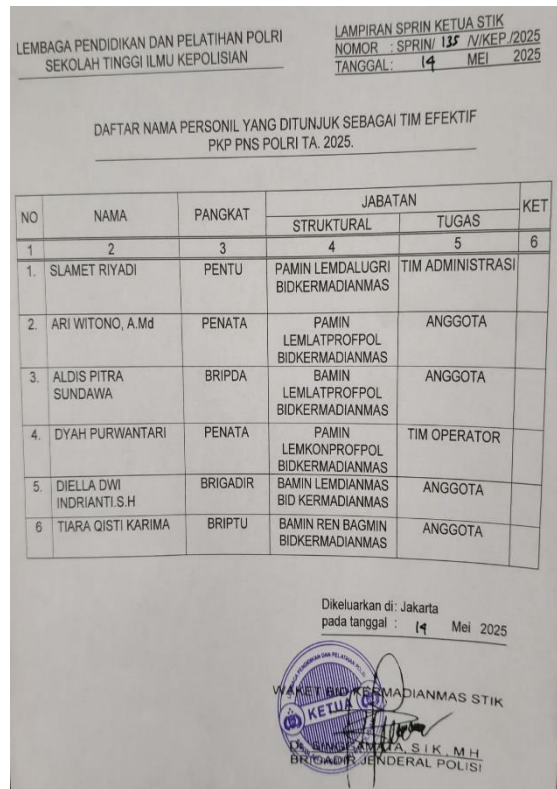 LEMBAGA PENDIDIKAN DAN PELATIHAN POLRI
SEKOLAH TINGGI ILMU KEPOLISIAN
LAMPIRAN SPRIN KETUA STIK
NOMOR : SPRIN/ 135 /V/KEP./2025
TANGGAL: 14 MEI 2025
DAFTAR NAMA PERSONIL YANG DITUNJUK SEBAGAI TIM EFEKTIF
PKP PNS POLRI TA. 2025.
NO NAMA PANGKAT JABATAN KET
STRUKTURAL TUGAS
1 2 3 4 5 6
1. SLAMET RIYADI PENTU PAMIN LEMDALUGRI TIM ADMINISTRASI
BIDKERMADIANMAS
2. ARI WITONO, A.Md PENATA PAMIN ANGGOTA
LEMLATPROFPOL
BIDKERMADIANMAS
3. ALDIS PITRA BRIPDA BAMIN ANGGOTA
SUNDAWA LEMLATPROFPOL
BIDKERMADIANMAS
4. DYAH PURWANTARI PENATA PAMIN TIM OPERATOR
LEMKONPROFPOL
BIDKERMADIANMAS
5. DIELLA DWI BRIGADIR BAMIN LEMDIANMAS ANGGOTA
INDRIANTI.S.H BID KERMADIANMAS
6 TIARA QISTI KARIMA BRIPTU BAMIN REN BAGMIN ANGGOTA
BIDKERMADIANMAS
Dikeluarkan di : Jakarta
pada tanggal : 14 Mei 2025
WAKET BID KERMADIANMAS STIK
LEMBAGA PENDIDIKAN DAN PELATIHAN POLRI
KETUA
S I K , M H
BRIGADIR JENDERAL POLISI